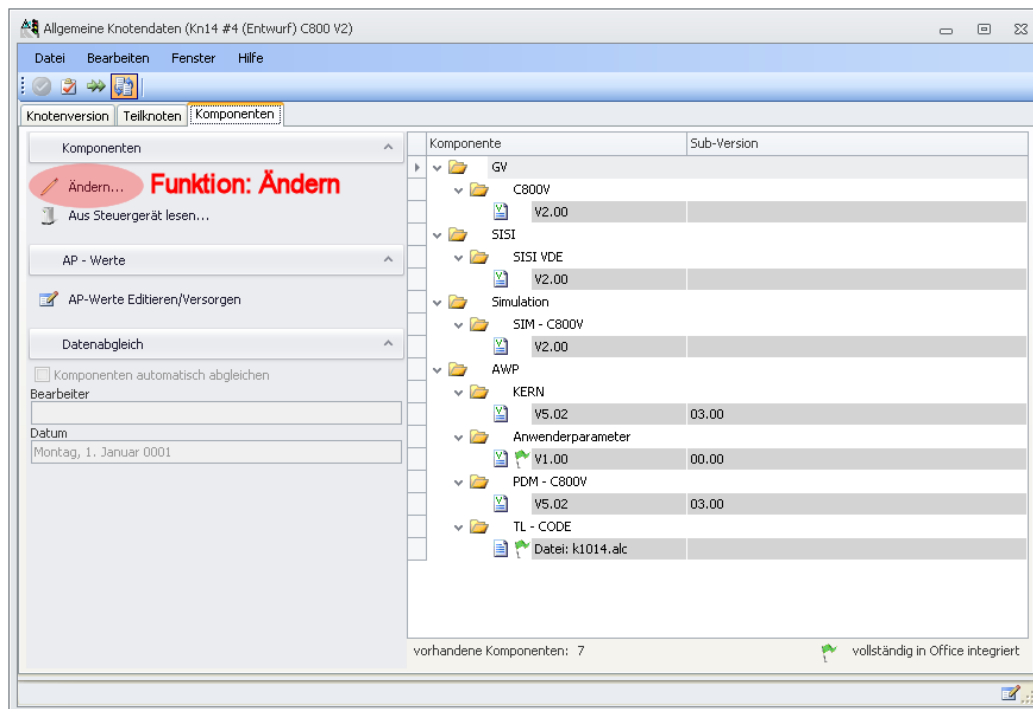 Allgemeine Knotendaten (Kn14 #4 (Entwurf) C800 V2)
Datei Bearbeiten Fenster Hilfe
Knotenversion Teilknoten Komponenten
Komponenten
Ändern... Funktion: Ändern
Aus Steuergerät lesen...
AP - Werte
AP-Werte Editieren/Versorgen
Datenabgleich
Komponenten automatisch abgleichen
Bearbeiter
Datum
Montag, 1. Januar 0001
Komponente Sub-Version
GV
C800V
V2.00
SISI
SISI VDE
V2.00
Simulation
SIM - C800V
V2.00
AWP
KERN
V5.02 03.00
Anwenderparameter
V1.00 00.00
PDM - C800V
V5.02 03.00
TL - CODE
Datei: k1014.alc
vorhandene Komponenten: 7 vollständig in Office integriert